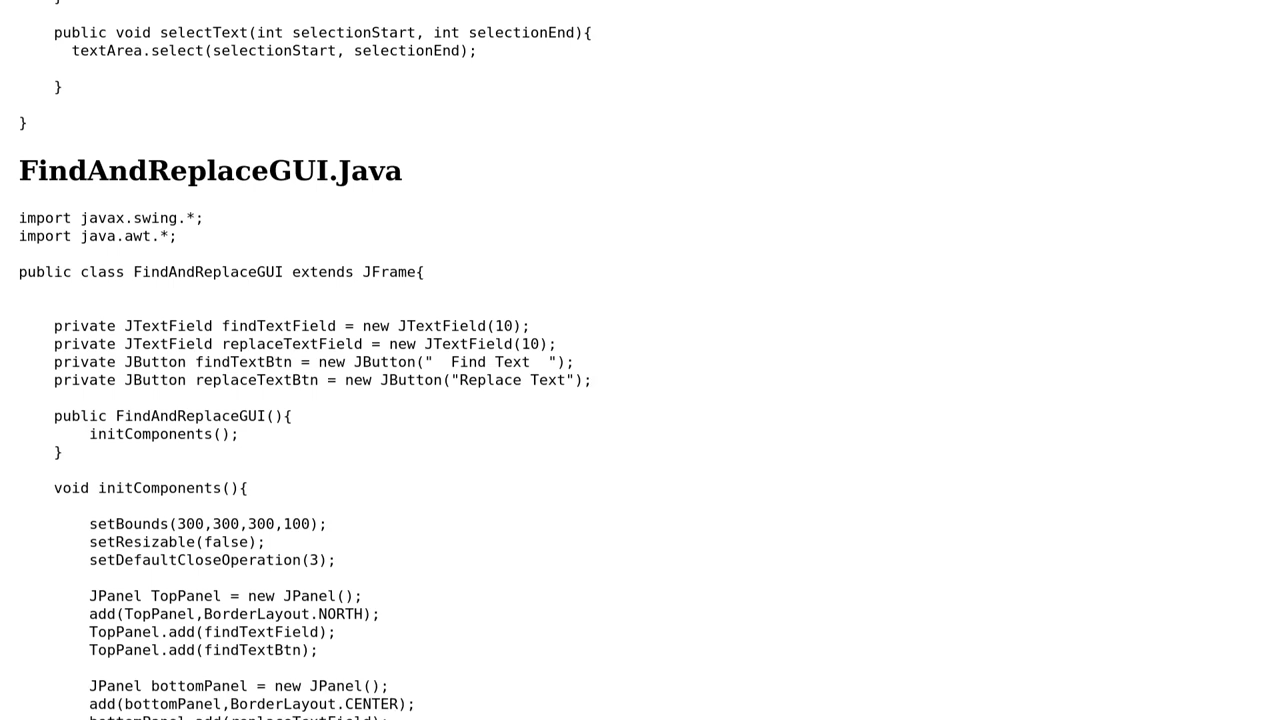 }
public void selectText(int selectionStart, int selectionEnd){
textArea.select(selectionStart, selectionEnd);
}
}
FindAndReplaceGUI.Java
import javax.swing.*;
import java.awt.*;
public class FindAndReplaceGUI extends JFrame{
private JTextField findTextField = new JTextField(10);
private JTextField replaceTextField = new JTextField(10);
private JButton findTextBtn = new JButton("  Find Text  ");
private JButton replaceTextBtn = new JButton("Replace Text");
public FindAndReplaceGUI(){
initComponents();
}
void initComponents(){
setBounds(300,300,300,100);
setResizable(false);
setDefaultCloseOperation(3);
JPanel TopPanel = new JPanel();
add(TopPanel,BorderLayout.NORTH);
TopPanel.add(findTextField);
TopPanel.add(findTextBtn);
JPanel bottomPanel = new JPanel();
add(bottomPanel,BorderLayout.CENTER);
bottomPanel.add(replaceTextField);